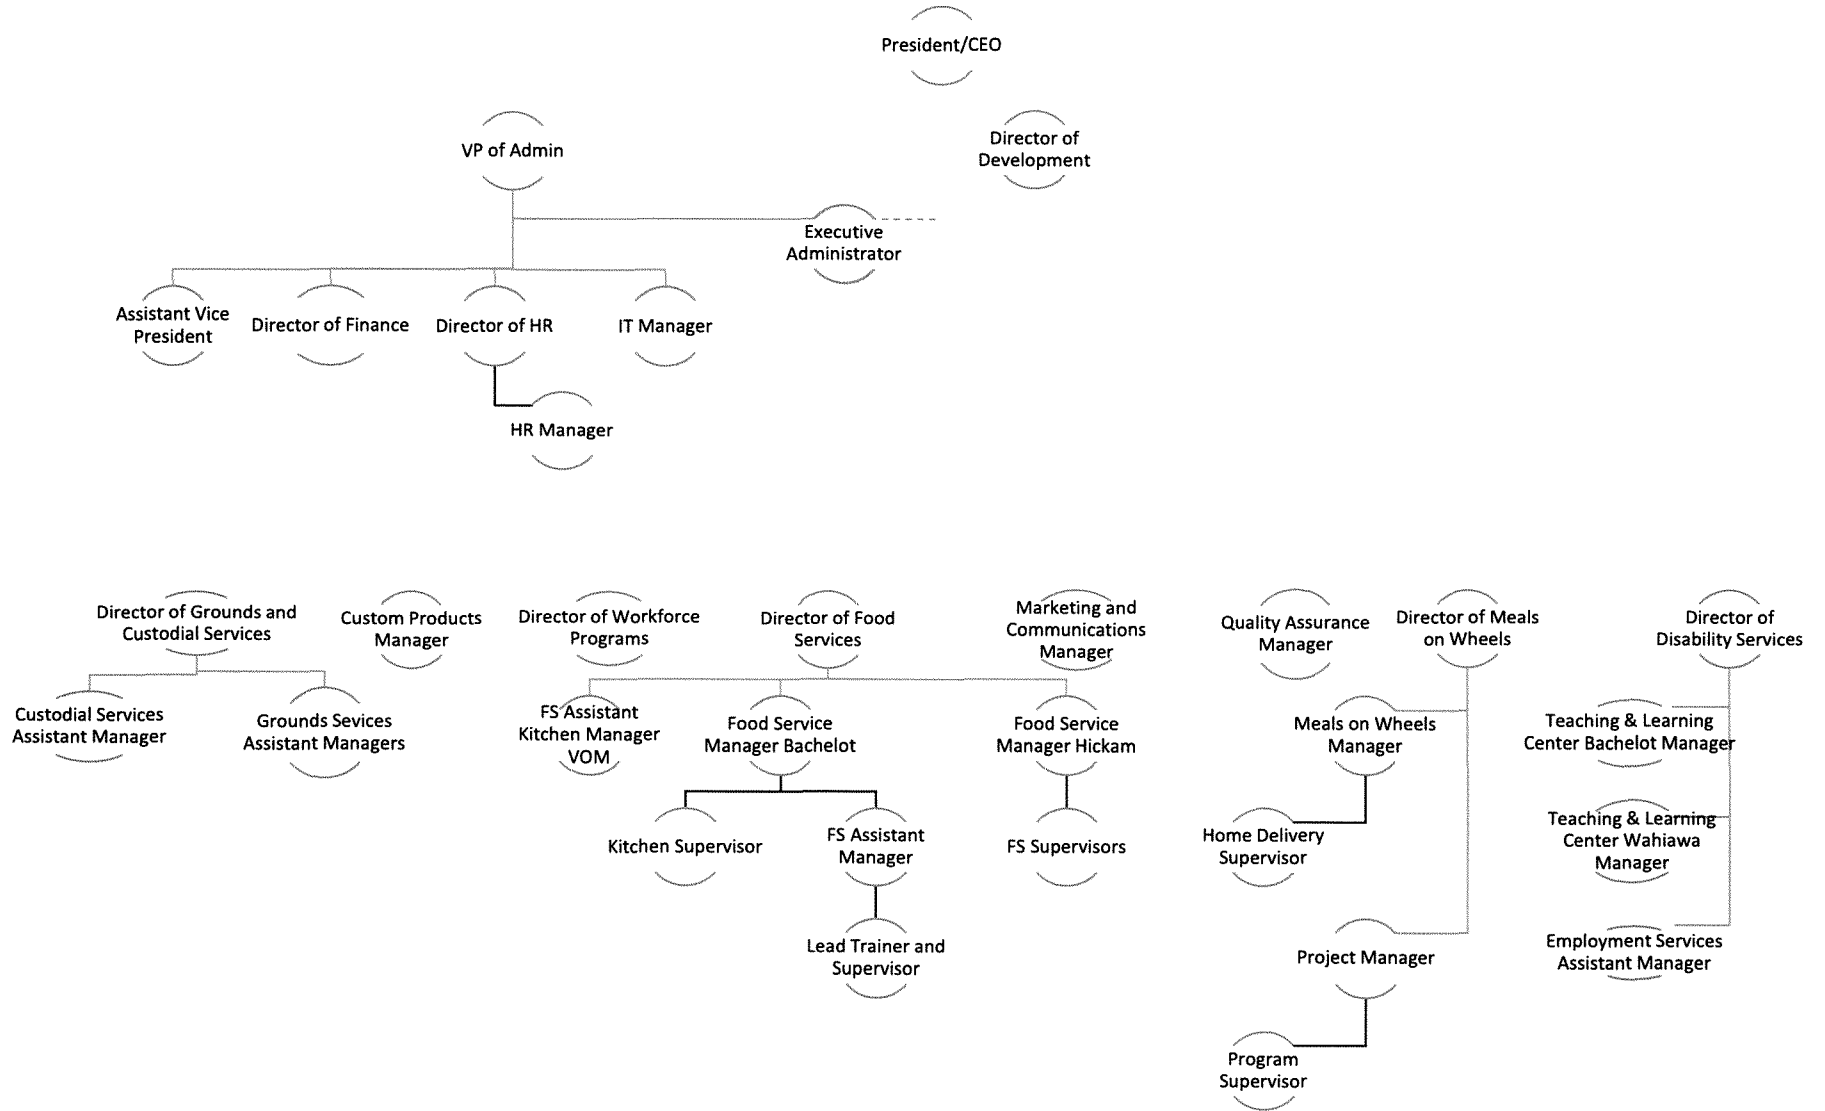 President/CEO
VP of Admin
Director of
Development
Executive
Administrator
Assistant Vice
President
Director of Finance
Director of HR
IT Manager
HR Manager
Director of Grounds and
Custodial Services
Custom Products
Manager
Director of Workforce
Programs
Director of Food
Services
Marketing and
Communications
Manager
Quality Assurance
Manager
Director of Meals
on Wheels
Director of
Disability Services
Custodial Services
Assistant Manager
Grounds Sevices
Assistant Managers
FS Assistant
Kitchen Manager
VOM
Food Service
Manager Bachelot
Food Service
Manager Hickam
Meals on Wheels
Manager
Teaching & Learning
Center Bachelot Manager
Kitchen Supervisor
FS Assistant
Manager
FS Supervisors
Home Delivery
Supervisor
Teaching & Learning
Center Wahiawa
Manager
Lead Trainer and
Supervisor
Project Manager
Employment Services
Assistant Manager
Program
Supervisor